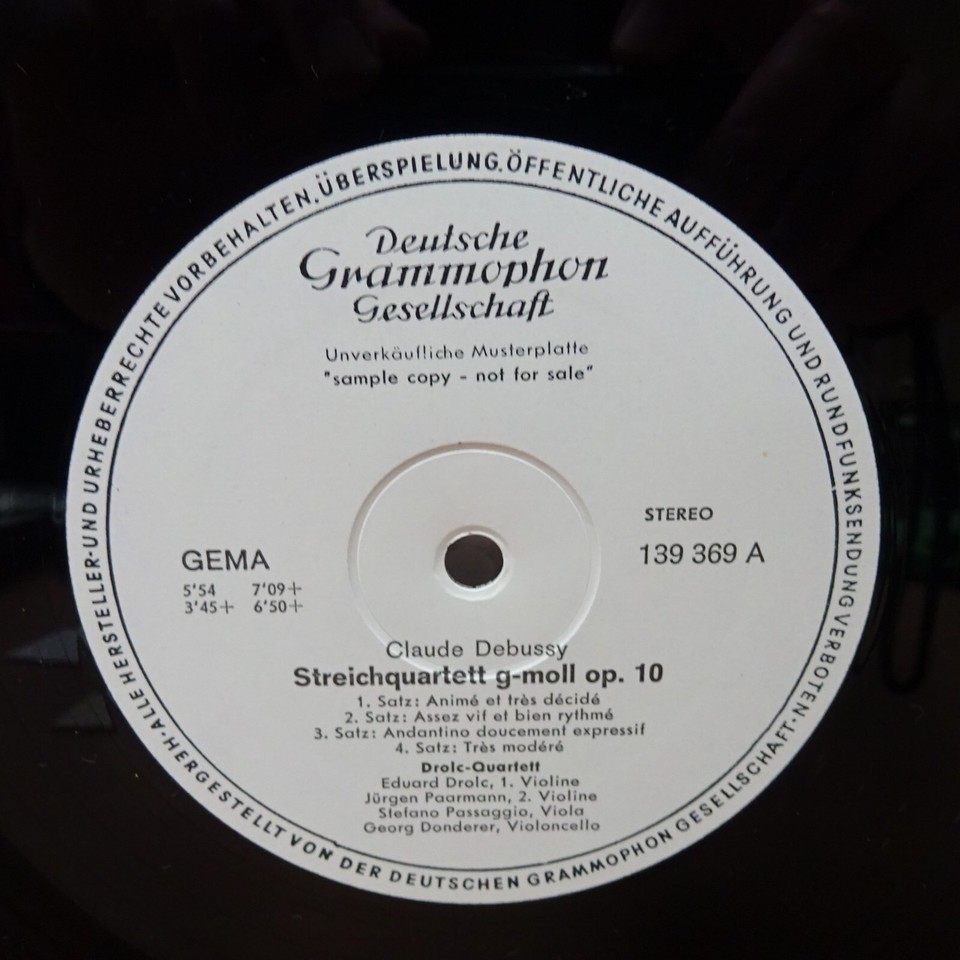 ALLE HERSTELLER-UND URHEBERRECHTE VORBEHALTEN. ÜBERSPIELUNG. ÖFFENTLICHE AUFFÜHRUNG UND RUNDFUNKSENDUNG VERBOTEN ·
Deutsche
Grammophon
Gesellschaft
Unverkäufliche Musterplatte
"sample copy - not for sale"
STEREO
139 369 A
GEMA
5'54 7'09+
3'45+ 6'50+
Claude Debussy
Streichquartett g-moll op. 10
1. Satz: Animé et très décidé
2. Satz: Assez vif et bien rythmé
3. Satz: Andantino doucement expressif
4. Satz: Très modéré
Drolc-Quartett
Eduard Drolc, 1. Violine
Jürgen Paarmann, 2. Violine
Stefano Passaggio, Viola
Georg Donderer, Violoncello
HERGESTELLT VON DER DEUTSCHEN GRAMMOPHON GESELLSCHAFT ·